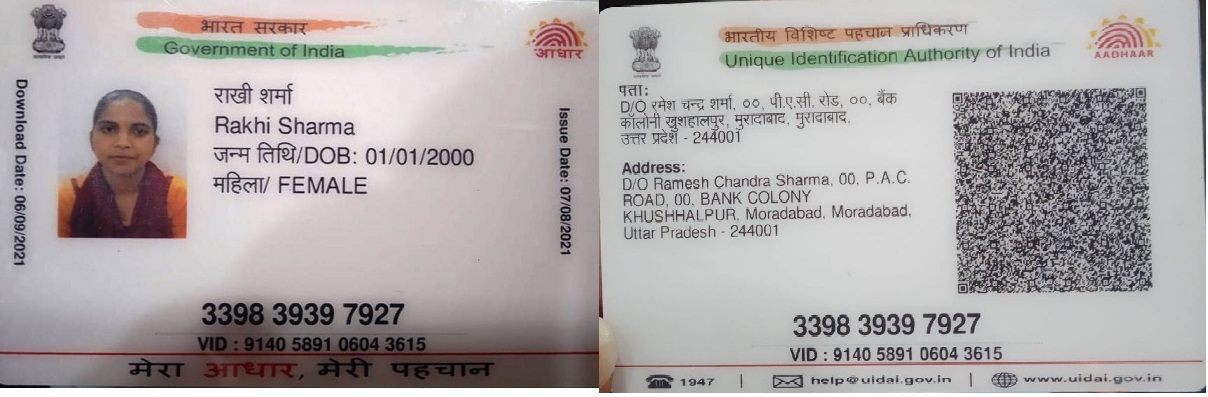 भारत सरकार
Government of India
आधार
Download Date: 06/09/2021
राखी शर्मा
Rakhi Sharma
जन्म तिथि/DOB: 01/01/2000
महिला/ FEMALE
Issue Date: 07/08/2021
3398 3939 7927
VID : 9140 5891 0604 3615
मेरा आधार, मेरी पहचान
भारतीय विशिष्ट पहचान प्राधिकरण
Unique Identification Authority of India
AADHAAR
पता:
D/O रमेश चन्द्र शर्मा, ००, पी.ए.सी. रोड, ००, बैंक
कॉलोनी खुशहालपुर, मुरादाबाद, मुरादाबाद,
उत्तर प्रदेश - 244001
Address:
D/O Ramesh Chandra Sharma, 00, P.A.C.
ROAD, 00, BANK COLONY
KHUSHHALPUR, Moradabad, Moradabad,
Uttar Pradesh - 244001
3398 3939 7927
VID : 9140 5891 0604 3615
1947 | help@uidai.gov.in | www.uidai.gov.in